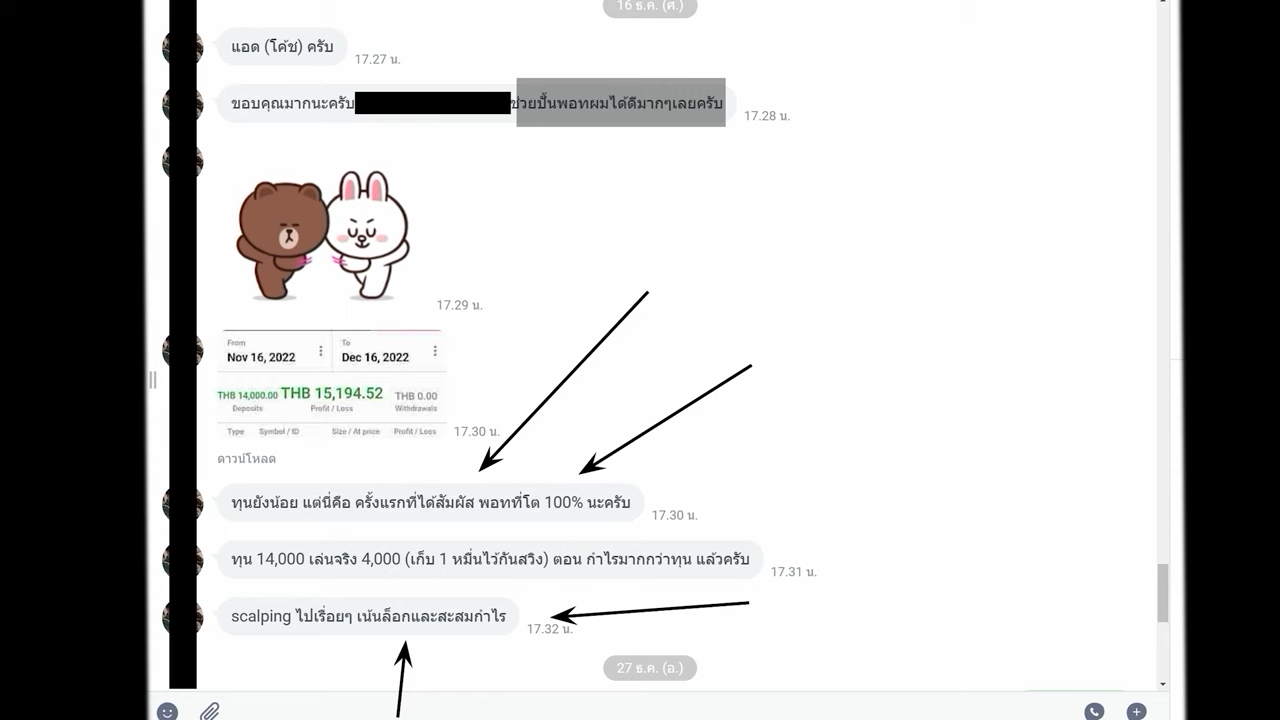 16 ธ.ค. (ศ.)
แอด (โค้ช) ครับ
17.27 น.
ขอบคุณมากนะครับ
ช่วยปั้นพอทผมได้ดีมากๆเลยครับ
17.28 น.
17.29 น.
From
To
Nov 16, 2022
Dec 16, 2022
THB 14,000.00 THB 15,194.52 THB 0.00
Deposits Profit / Loss Withdrawals
Type Symbol / ID Size / At price Profit / Loss
17.30 น.
ดาวน์โหลด
ทุนยังน้อย แต่นี่คือ ครั้งแรกที่ได้สัมผัส พอทที่โต 100% นะครับ
17.30 น.
ทุน 14,000 เล่นจริง 4,000 (เก็บ 1 หมื่นไว้กันสวิง) ตอน กำไรมากกว่าทุน แล้วครับ
17.31 น.
scalping ไปเรื่อยๆ เน้นล็อกและสะสมกำไร
17.32 น.
27 ธ.ค. (อ.)